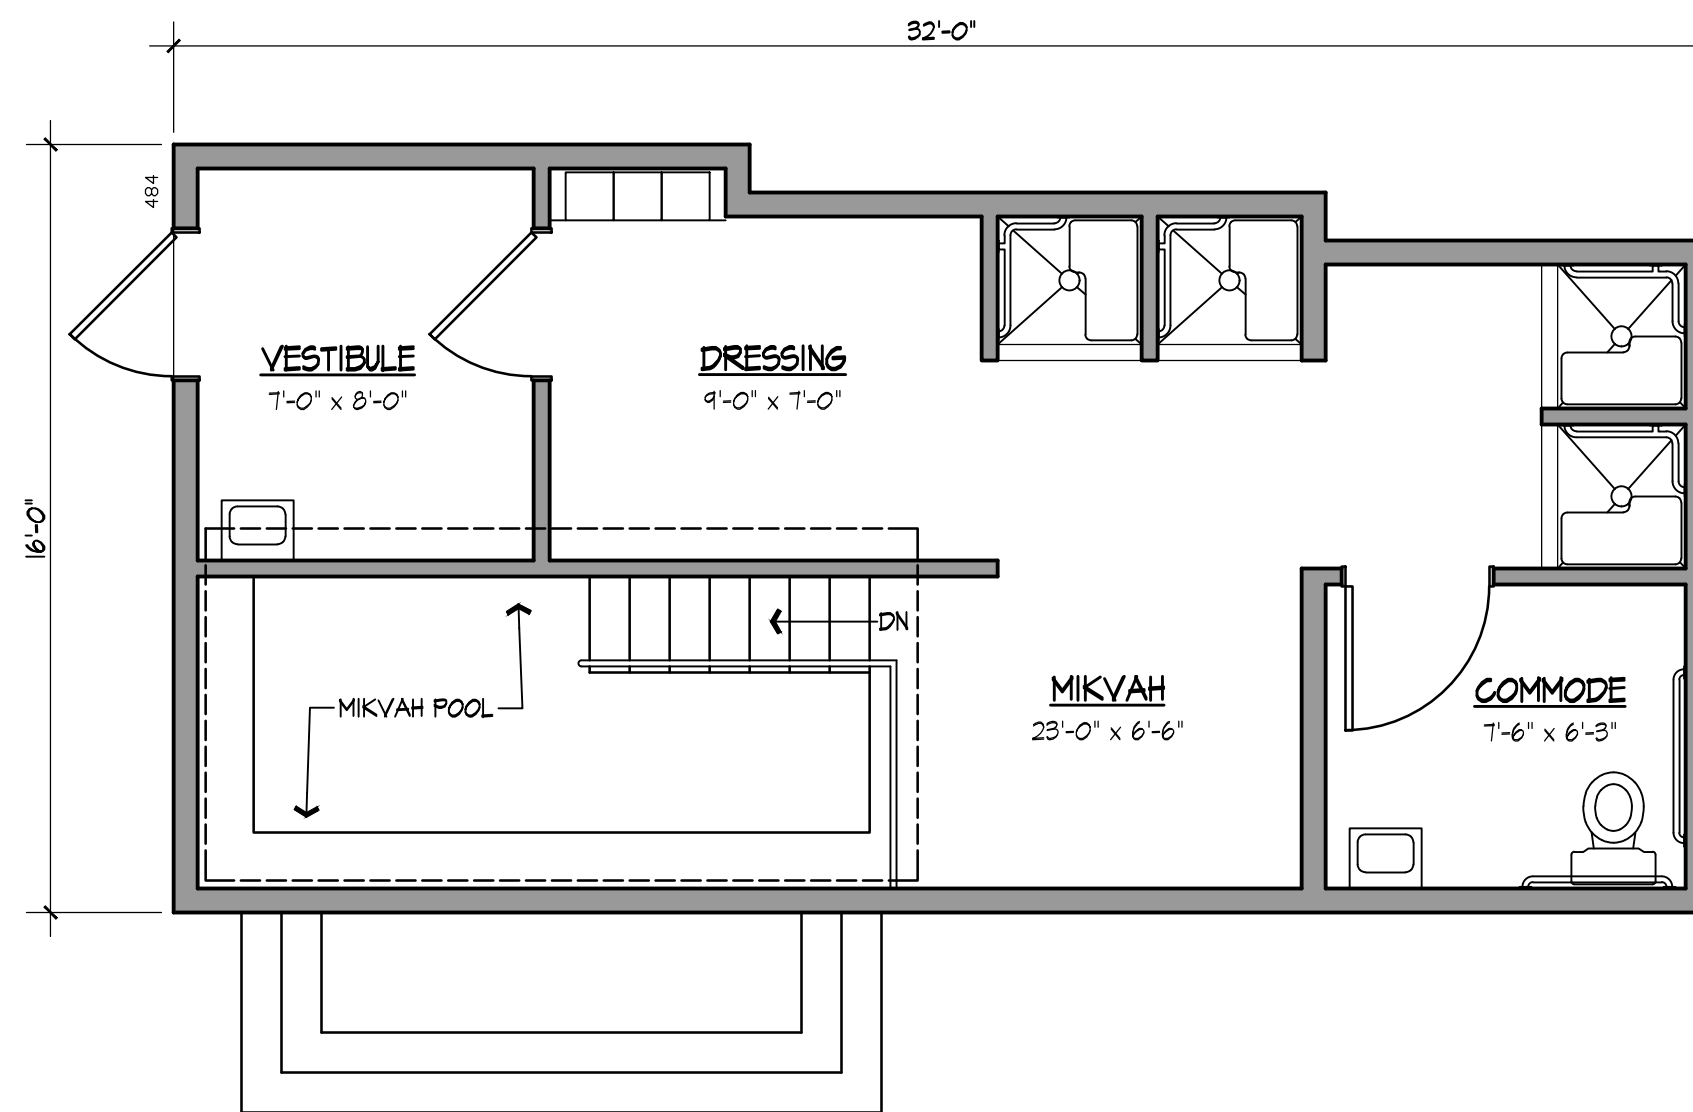 32'-0"
484
VESTIBULE
7'-0" x 8'-0"
DRESSING
9'-0" x 7'-0"
16'-0"
DN
MIKVAH POOL
MIKVAH
23'-0" x 6'-6"
COMMODE
7'-6" x 6'-3"